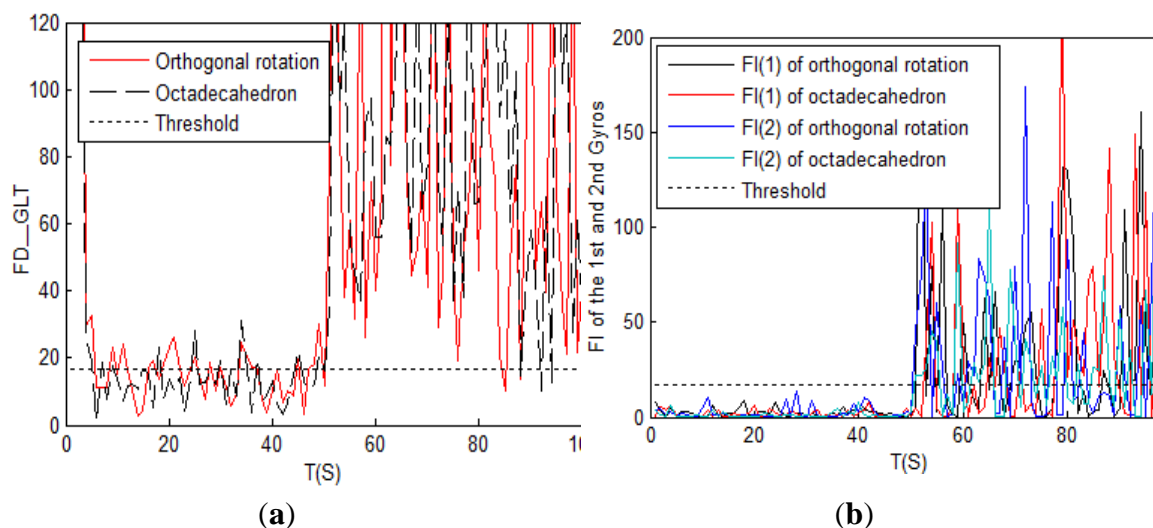 120
100
80
60
40
20
0
FD__GLT
Orthogonal rotation
Octadecahedron
Threshold
0 20 40 60 80 10
T(S)
(a)
200
150
100
50
0
FI of the 1st and 2nd Gyros
FI(1) of orthogonal rotation
FI(1) of octadecahedron
FI(2) of orthogonal rotation
FI(2) of octadecahedron
Threshold
0 20 40 60 80
T(S)
(b)